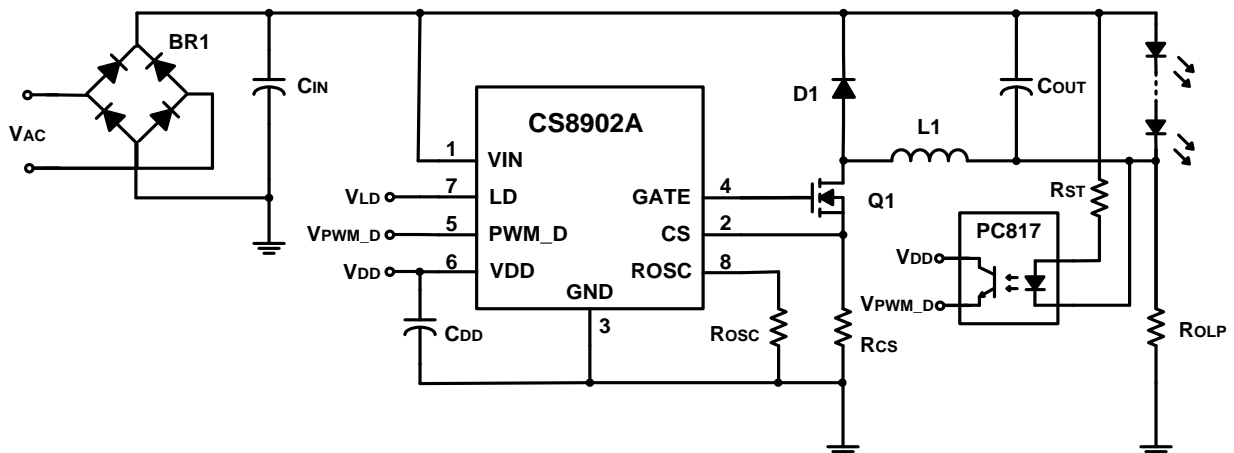 BR1
VAC
CIN
CS8902A
1
VIN
VLD
7
LD
VPWM_D
5
PWM_D
VDD
6
VDD
GND
3
GATE
4
CS
2
ROSC
8
CDD
ROSC
RCS
D1
Q1
L1
COUT
RST
PC817
VDD
VPWM_D
ROLP